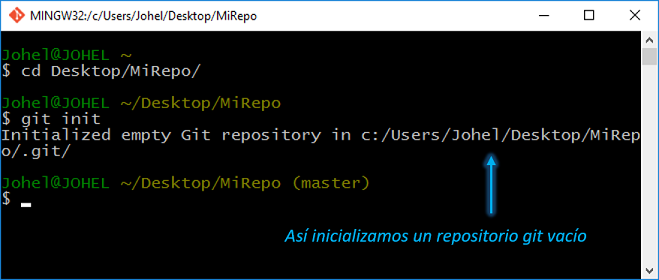 MINGW32:/c/Users/Johel/Desktop/MiRepo
Johel@JOHEL ~
$ cd Desktop/MiRepo/
Johel@JOHEL ~/Desktop/MiRepo
$ git init
Initialized empty Git repository in c:/Users/Johel/Desktop/MiRep
o/.git/
Johel@JOHEL ~/Desktop/MiRepo (master)
$
Así inicializamos un repositorio git vacío